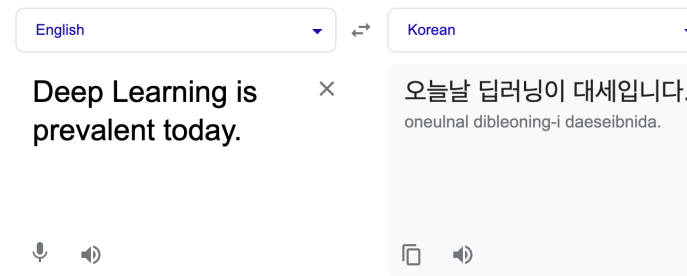 English
Korean
Deep Learning is
prevalent today.
오늘날 딥러닝이 대세입니다.
oneulnal dibleoning-i daeseibnida.